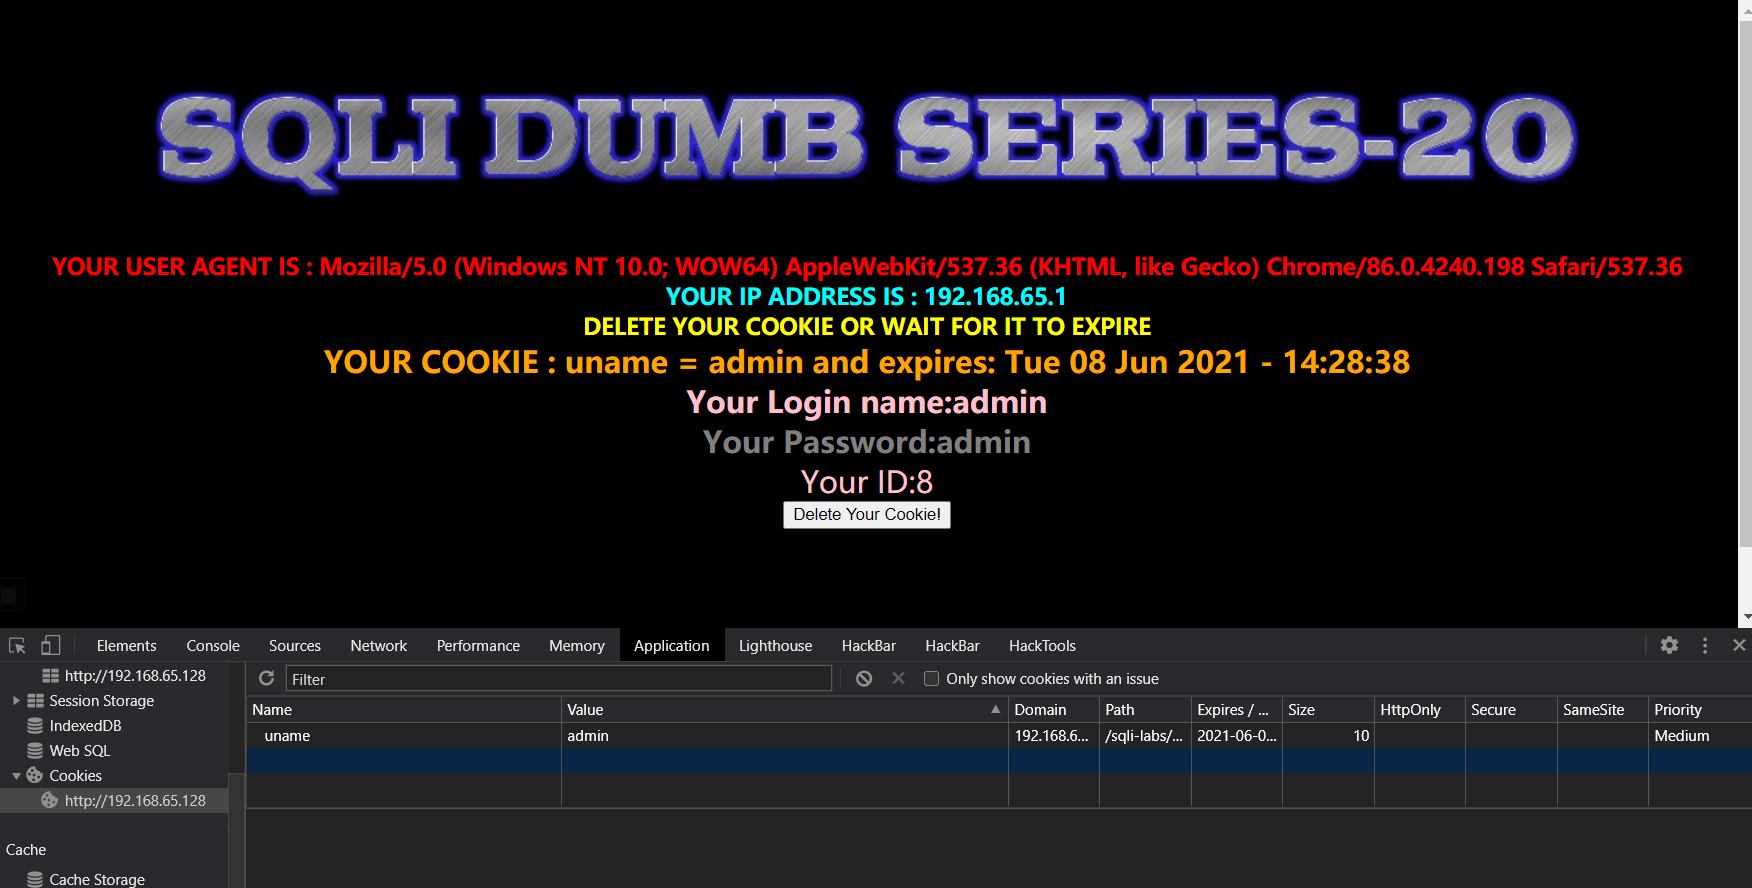 SQLI DUMB SERIES-20
YOUR USER AGENT IS : Mozilla/5.0 (Windows NT 10.0; WOW64) AppleWebKit/537.36 (KHTML, like Gecko) Chrome/86.0.4240.198 Safari/537.36
YOUR IP ADDRESS IS : 192.168.65.1
DELETE YOUR COOKIE OR WAIT FOR IT TO EXPIRE
YOUR COOKIE : uname = admin and expires: Tue 08 Jun 2021 - 14:28:38
Your Login name:admin
Your Password:admin
Your ID:8
Delete Your Cookie!
Elements Console Sources Network Performance Memory Application Lighthouse HackBar HackBar HackTools
http://192.168.65.128
Session Storage
IndexedDB
Web SQL
Cookies
http://192.168.65.128
Cache
Cache Storage
Filter Only show cookies with an issue
Name Value Domain Path Expires / ... Size HttpOnly Secure SameSite Priority
uname admin 192.168.6... /sqli-labs/... 2021-06-0... 10 Medium